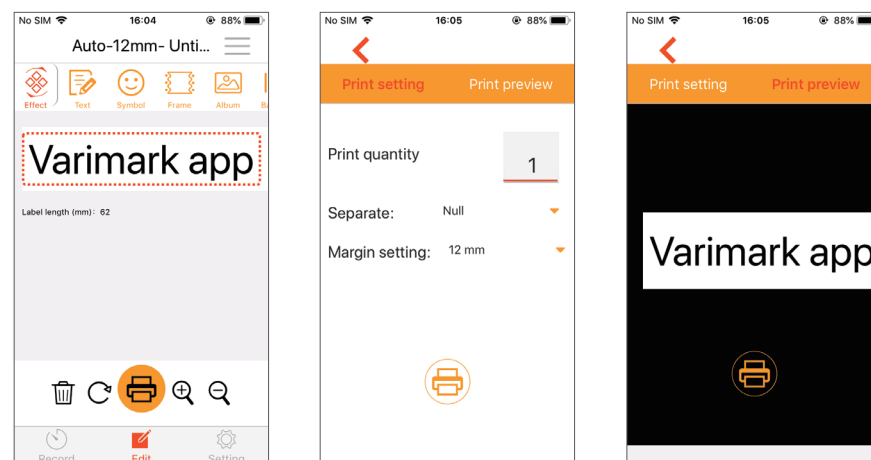 No SIM 16:04 88%
Auto-12mm- Unti...
Effect Text Symbol Frame Album
Varimark app
Label length (mm): 62
Record Edit Setting
No SIM 16:05 88%
Print setting Print preview
Print quantity 1
Separate: Null
Margin setting: 12 mm
No SIM 16:05 88%
Print setting Print preview
Varimark app